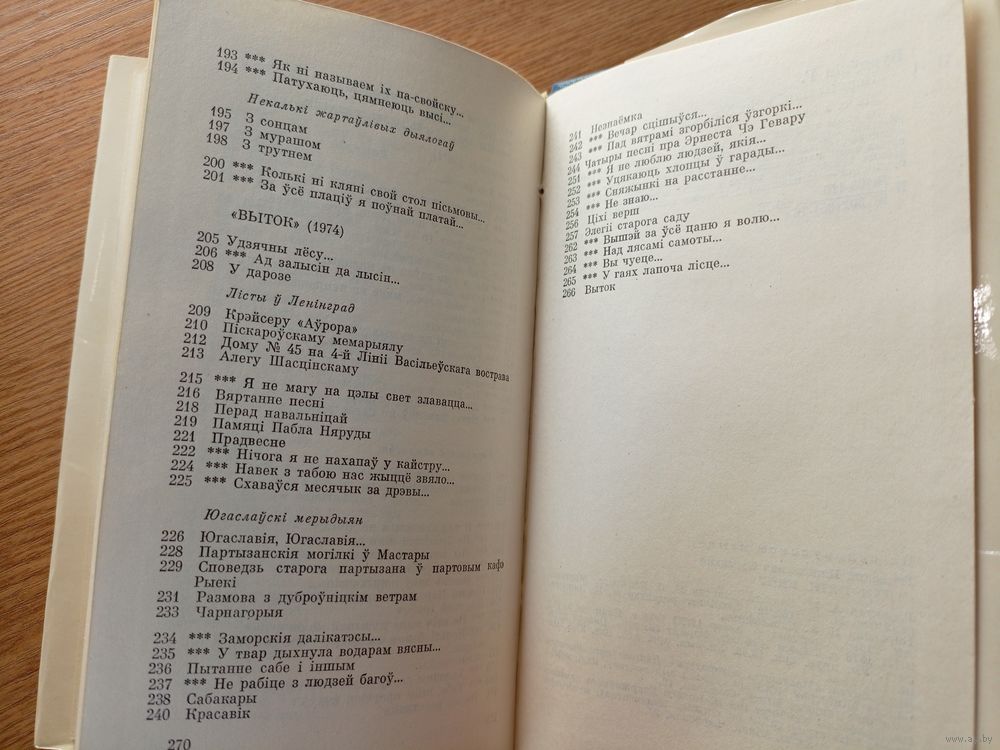 193 *** Як ні называем іх па-свойску...
194 *** Патухаюць, цямнеюць высі...
Некалькі жартаўлівых дыялогаў
195 З сонцам
197 З мурашом
198 З трутнем
200 *** Колькі ні кляні свой стол пісьмовы...
201 *** За ўсё плаціў я поўнай платай...
«ВЫТОК» (1974)
205 Удзячны лёсу...
206 *** Ад залысін да лысін...
208 У дарозе
Лісты ў Ленінград
209 Крэйсеру «Аўрора»
210 Піскароўскаму мемарыялу
212 Дому № 45 на 4-й Лініі Васільеўскага вострава
213 Алегу Шасцінскаму
215 *** Я не магу на цэлы свет злавацца...
216 Вяртанне песні
218 Перад навальніцай
219 Памяці Пабла Няруды
221 Прадвесне
222 *** Нічога я не нахапаў у кайстру...
224 *** Навек з табою нас жыццё звяло...
225 *** Схаваўся месячык за дрэвы...
Югаслаўскі мерыдыян
226 Югаславія, Югаславія...
228 Партызанскія могілкі ў Мастары
229 Споведзь старога партызана ў партовым кафэ
Рыекі
231 Размова з дуброўніцкім ветрам
233 Чарнагорыя
234 *** Заморскія далікатэсы...
235 *** У твар дыхнула водарам вясны...
236 Пытанне сабе і іншым
237 *** Не рабіце з людзей багоў...
238 Сабакары
240 Красавік
270
241 Незнаёмка
242 *** Вечар сцішыўся...
243 *** Пад вятрамі згорбіліся ўзгоркі...
244 Чатыры песні пра Эрнеста Чэ Гевару
251 *** Я не люблю людзей, якія...
252 *** Уцякаюць хлопцы ў гарады...
253 *** Сняжынкі на расстанне...
254 *** Не знаю...
256 Ціхі верш
257 Элегіі старога саду
262 *** Вышэй за ўсё цаню я волю...
263 *** Над лясамі самоты...
264 *** Вы чуеце...
265 *** У гаях лапоча лісце...
266 Выток